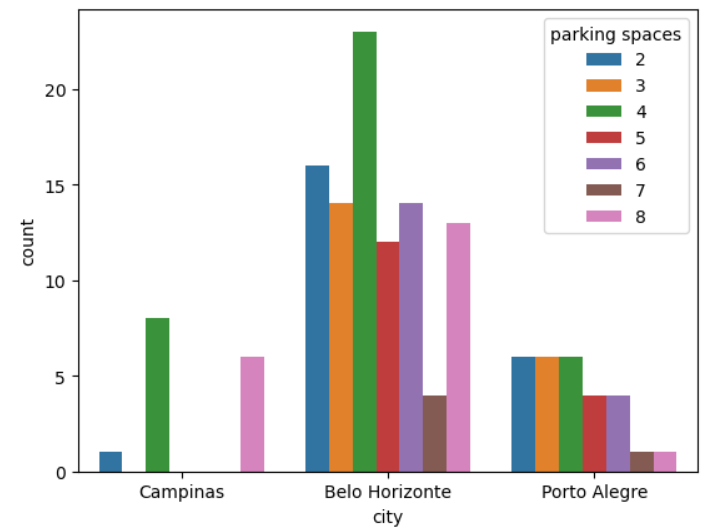 parking spaces
2
3
4
5
6
7
8
20
15
10
5
0
count
Campinas
Belo Horizonte
Porto Alegre
city